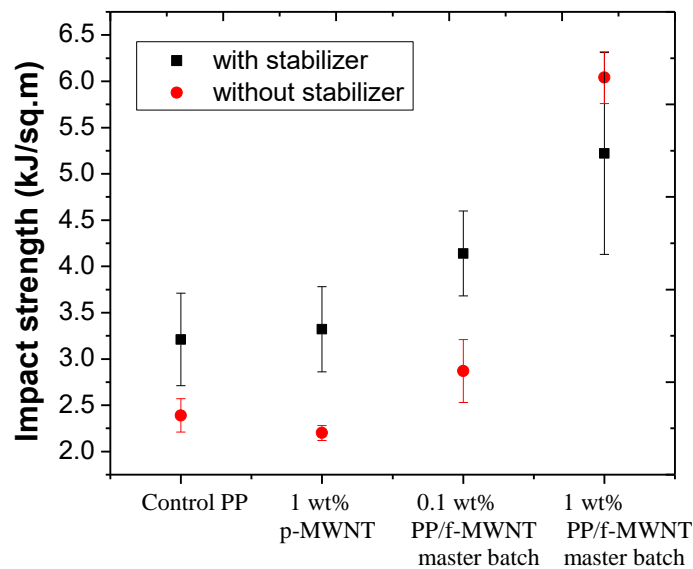 Impact strength (kJ/sq.m)
6.5
6.0
5.5
5.0
4.5
4.0
3.5
3.0
2.5
2.0
with stabilizer
without stabilizer
Control PP
1 wt%
p-MWNT
0.1 wt%
PP/f-MWNT
master batch
1 wt%
PP/f-MWNT
master batch